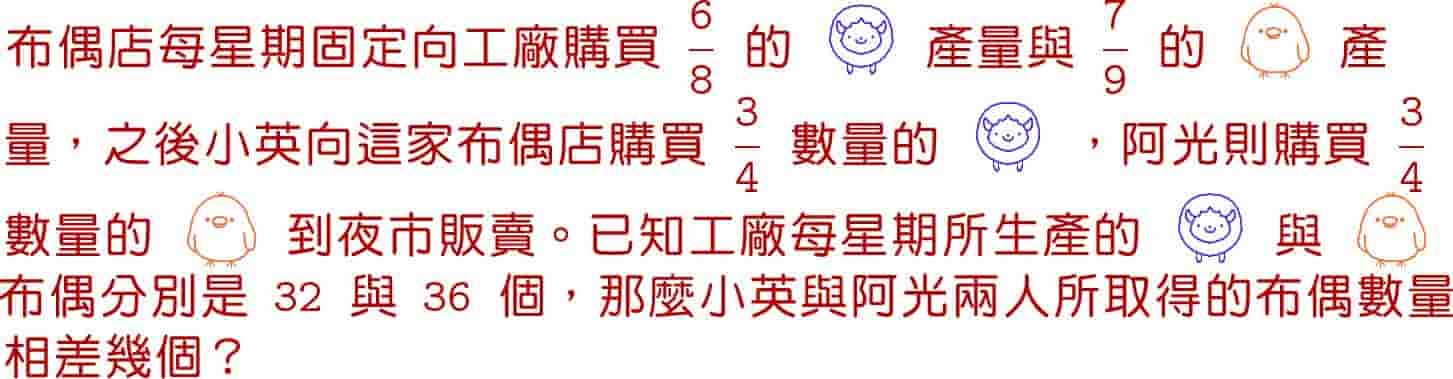 布偶店每星期固定向工廠購買 6/8 的 產量與 7/9 的 產
量，之後小英向這家布偶店購買 3/4 數量的 ，阿光則購買 3/4
數量的 到夜市販賣。已知工廠每星期所生產的 與
布偶分別是 32 與 36 個，那麼小英與阿光兩人所取得的布偶數量
相差幾個？